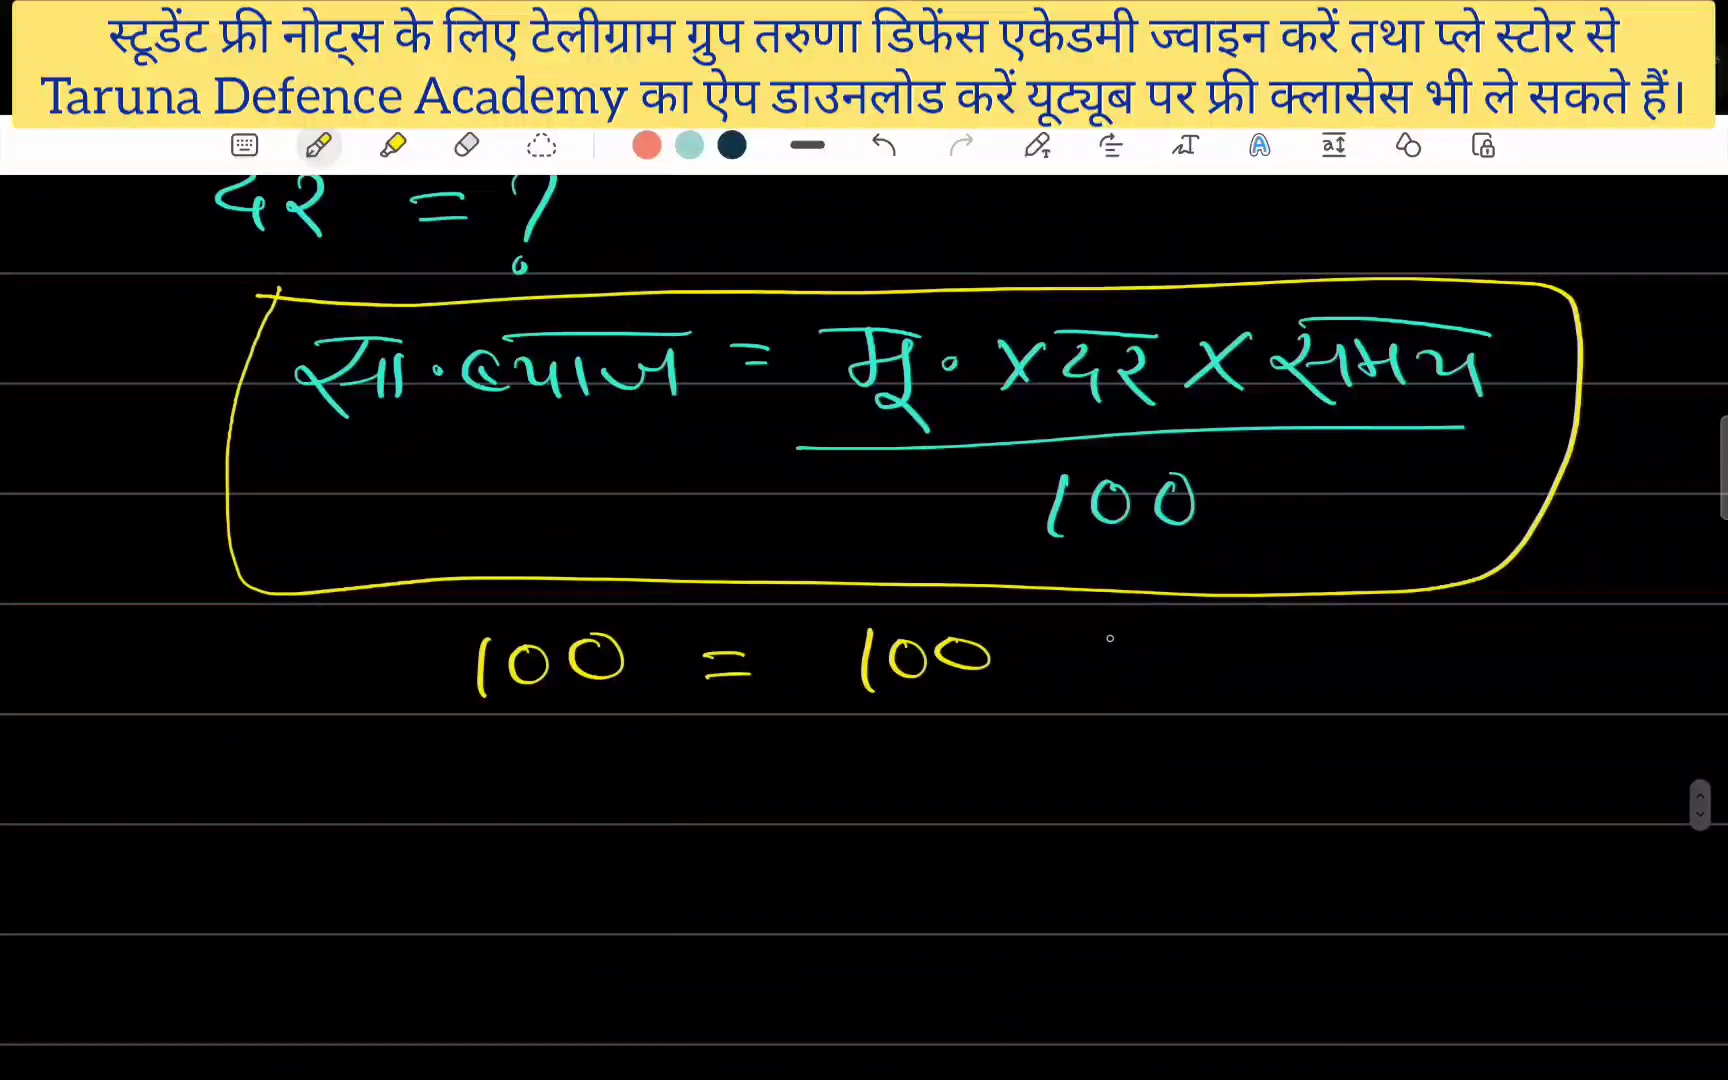 स्टूडेंट फ्री नोट्स के लिए टेलीग्राम ग्रुप तरुणा डिफेंस एकेडमी ज्वाइन करें तथा प्ले स्टोर से
Taruna Defence Academy का ऐप डाउनलोड करें यूट्यूब पर फ्री क्लासेस भी ले सकते हैं।
दर = ?
सा॰ ब्याज = मू॰ X दर X समय
100
100 = 100